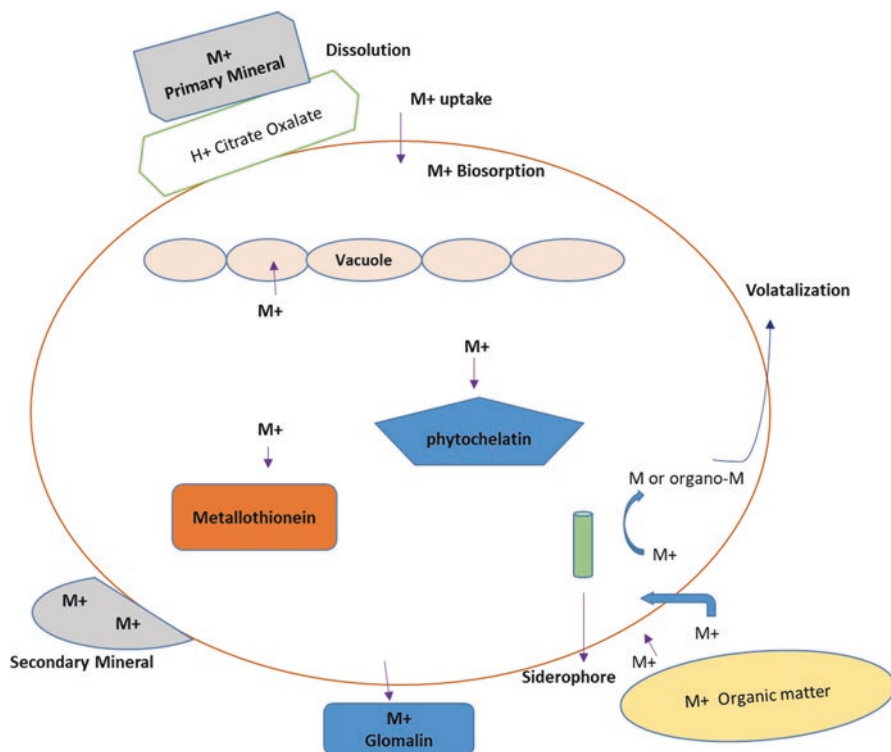 M+
Primary Mineral
Dissolution
H+ Citrate Oxalate
M+ uptake
M+ Biosorption
Vacuole
M+
Volatalization
M+
phytochelatin
M+
Metallothionein
M or organo-M
M+
M+
M+
Secondary Mineral
M+
M+
Siderophore
M+ Organic matter
M+
Glomalin